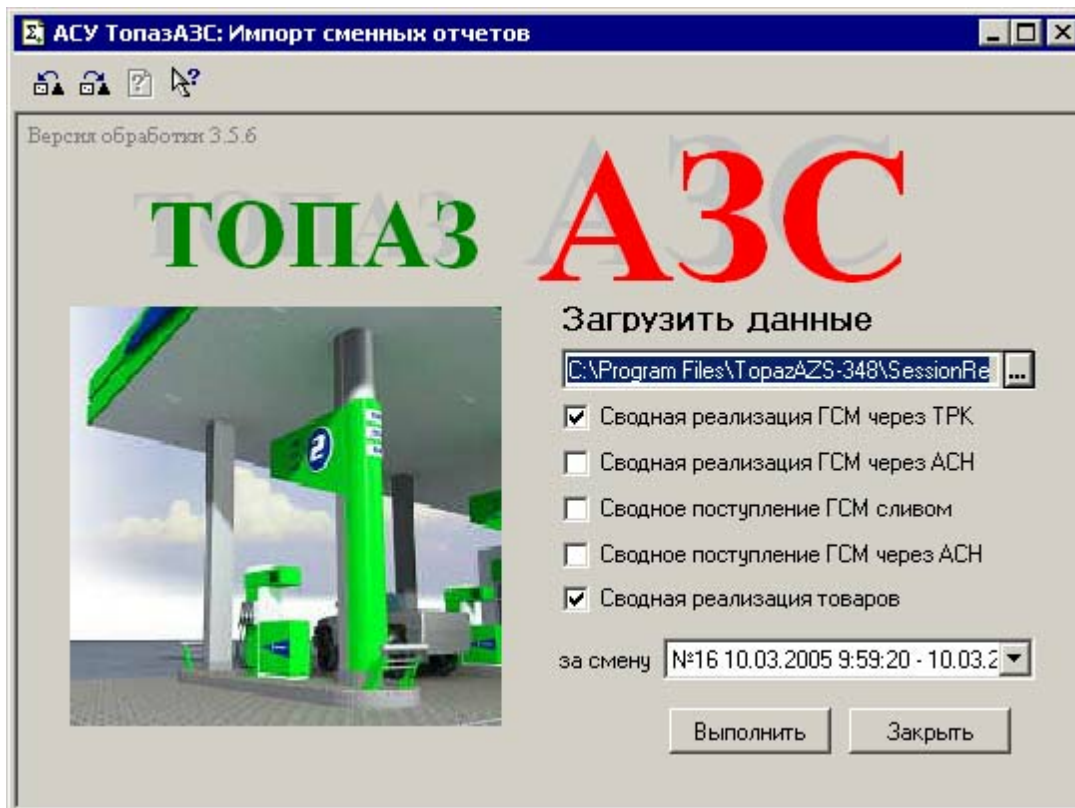 АСУ ТопазАЗС: Импорт сменных отчетов
Версия обработки 3.5.6
ТОПАЗ АЗС
Загрузить данные
C:\Program Files\TopazAZS-348\SessionRe ...
Сводная реализация ГСМ через ТРК
Сводная реализация ГСМ через АСН
Сводное поступление ГСМ сливом
Сводное поступление ГСМ через АСН
Сводная реализация товаров
за смену №16 10.03.2005 9:59:20 - 10.03.2
Выполнить Закрыть
2